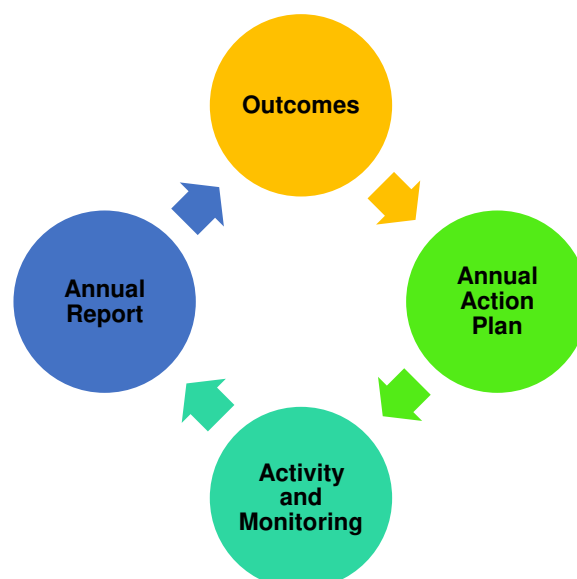 Outcomes
Annual
Action
Plan
Activity
and
Monitoring
Annual
Report